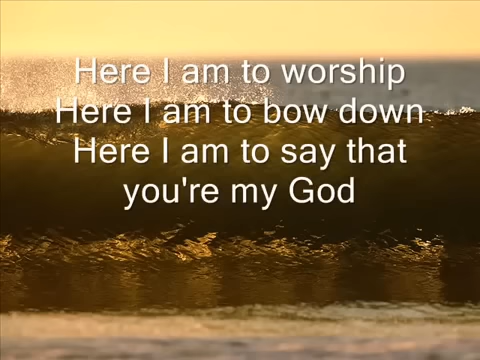 Here I am to worship
Here I am to bow down
Here I am to say that
you're my God